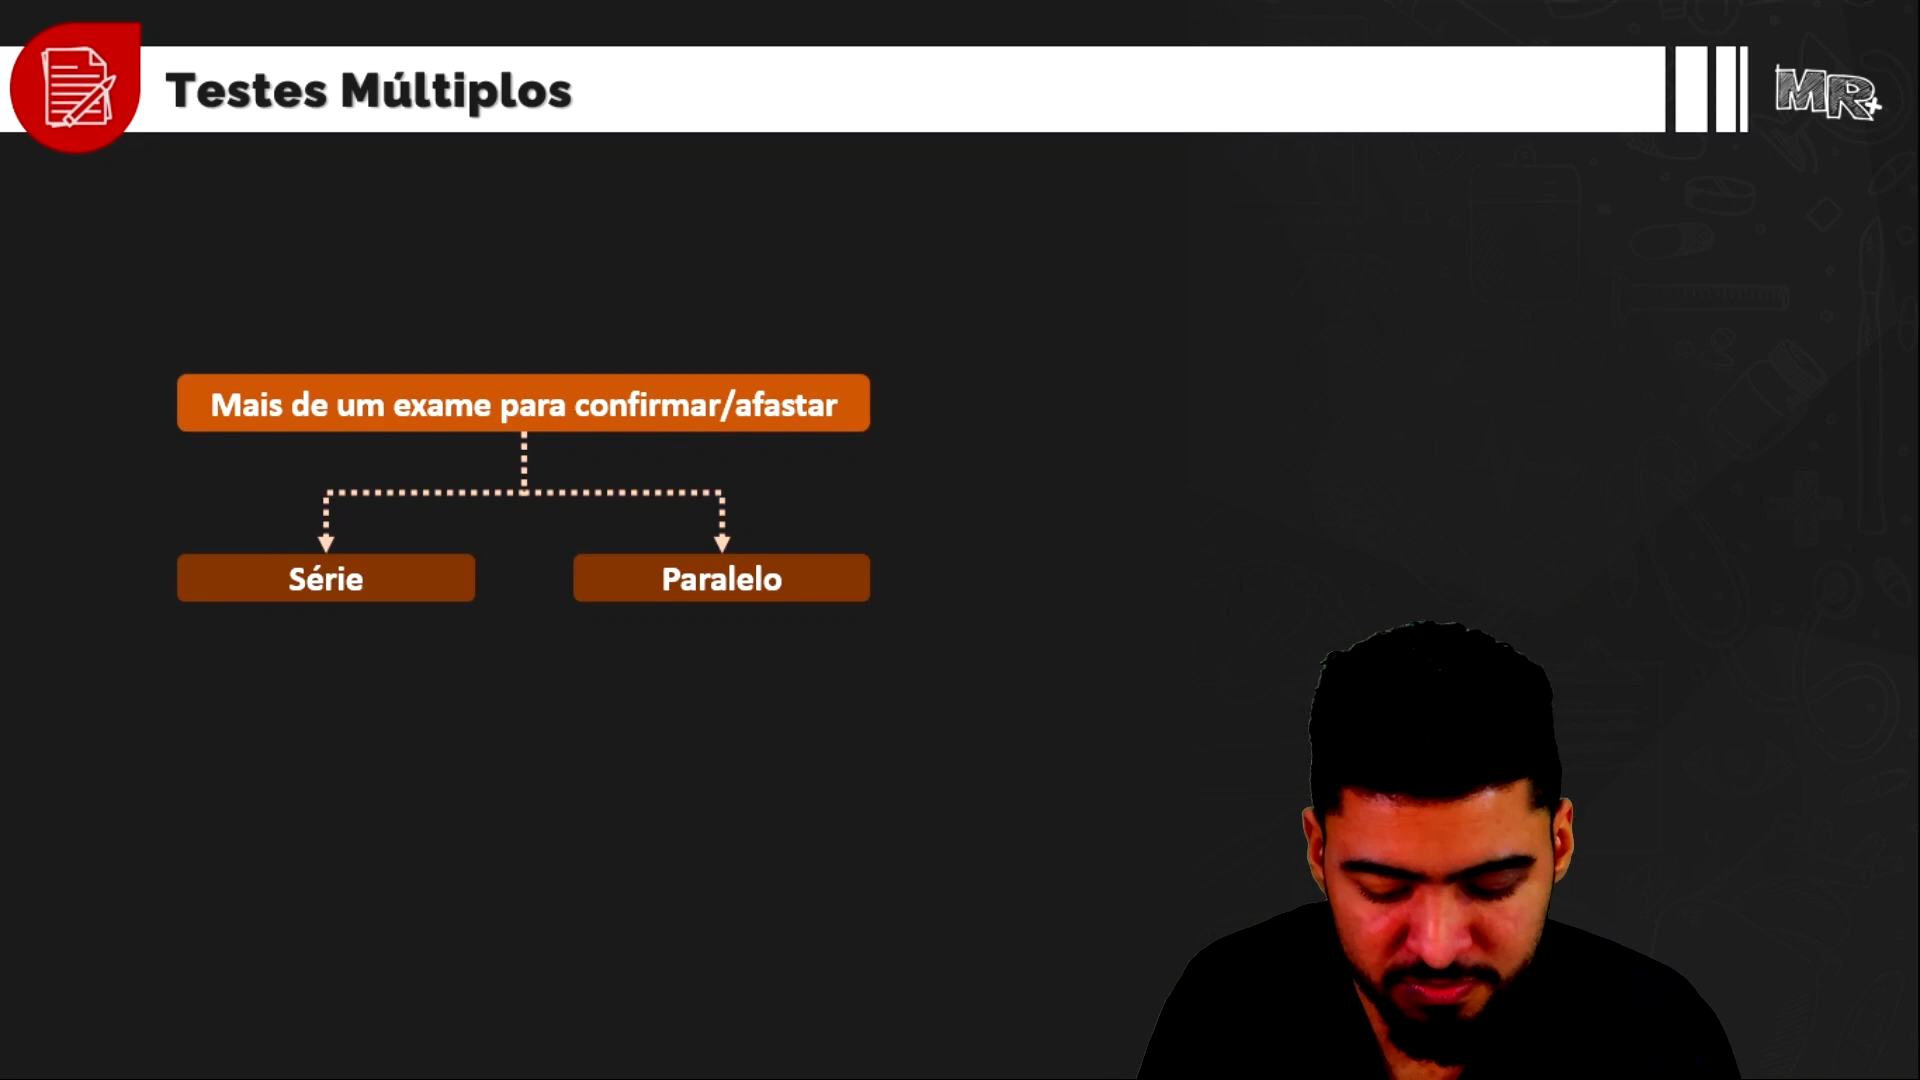 Testes Múltiplos
MR+
Mais de um exame para confirmar/afastar
Série
Paralelo